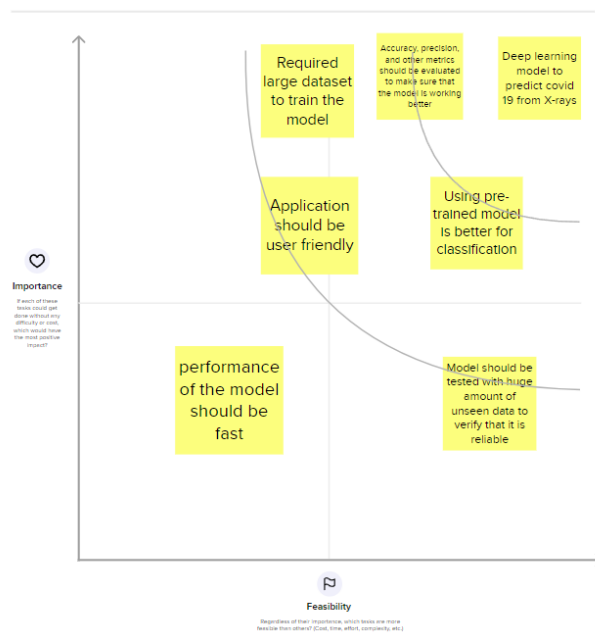 Required
large dataset
to train the
model
Accuracy, precision,
and other metrics
should be evaluated
to make sure that
the model is working
better
Deep learning
model to
predict covid
19 from X-rays
Application
should be
user friendly
Using pre-
trained model
is better for
classification
Importance
If each of these
tasks could get
done without any
difficulty or cost,
which would have
the most positive
impact?
performance
of the model
should be
fast
Model should be
tested with huge
amount of
unseen data to
verify that it is
reliable
Feasibility
Regardless of their importance, which tasks are more
feasible than others? (Cost, time, effort, complexity, etc.)